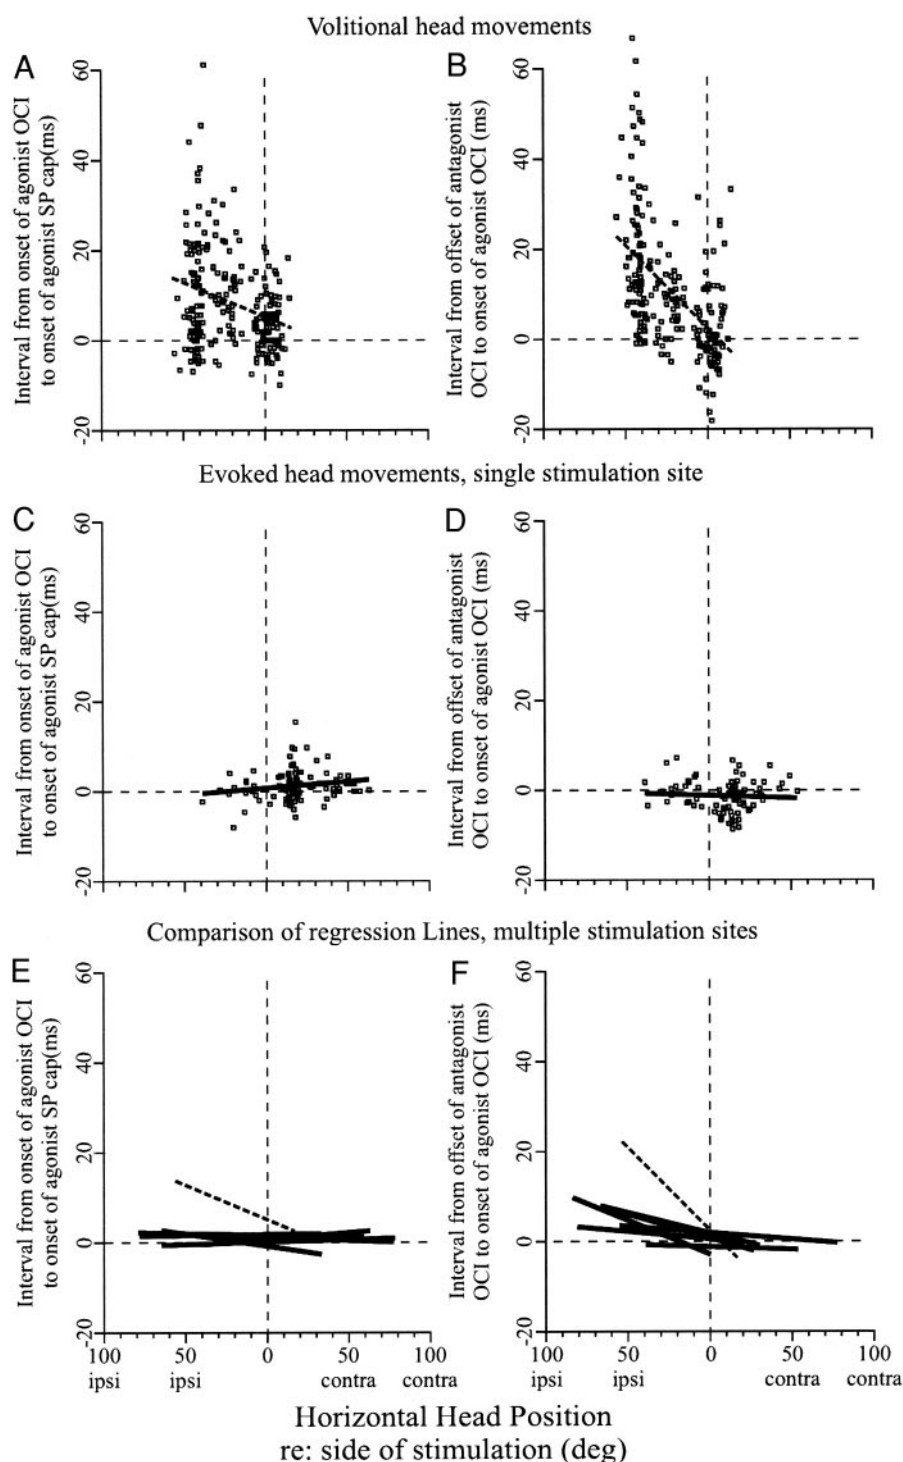 Volitional head movements
A
Interval from onset of agonist OCI
to onset of agonist SP cap(ms)
60
40
20
0
-20
B
Interval from offset of antagonist
OCI to onset of agonist OCI (ms)
60
40
20
0
-20
Evoked head movements, single stimulation site
C
Interval from onset of agonist OCI
to onset of agonist SP cap(ms)
60
40
20
0
-20
D
Interval from offset of antagonist
OCI to onset of agonist OCI (ms)
60
40
20
0
-20
Comparison of regression Lines, multiple stimulation sites
E
Interval from onset of agonist OCI
to onset of agonist SP cap(ms)
60
40
20
0
-20
100 50 0 50 100
ipsi ipsi contra contra
F
Interval from offset of antagonist
OCI to onset of agonist OCI (ms)
60
40
20
0
-20
100 50 0 50 100
ipsi ipsi contra contra
Horizontal Head Position
re: side of stimulation (deg)